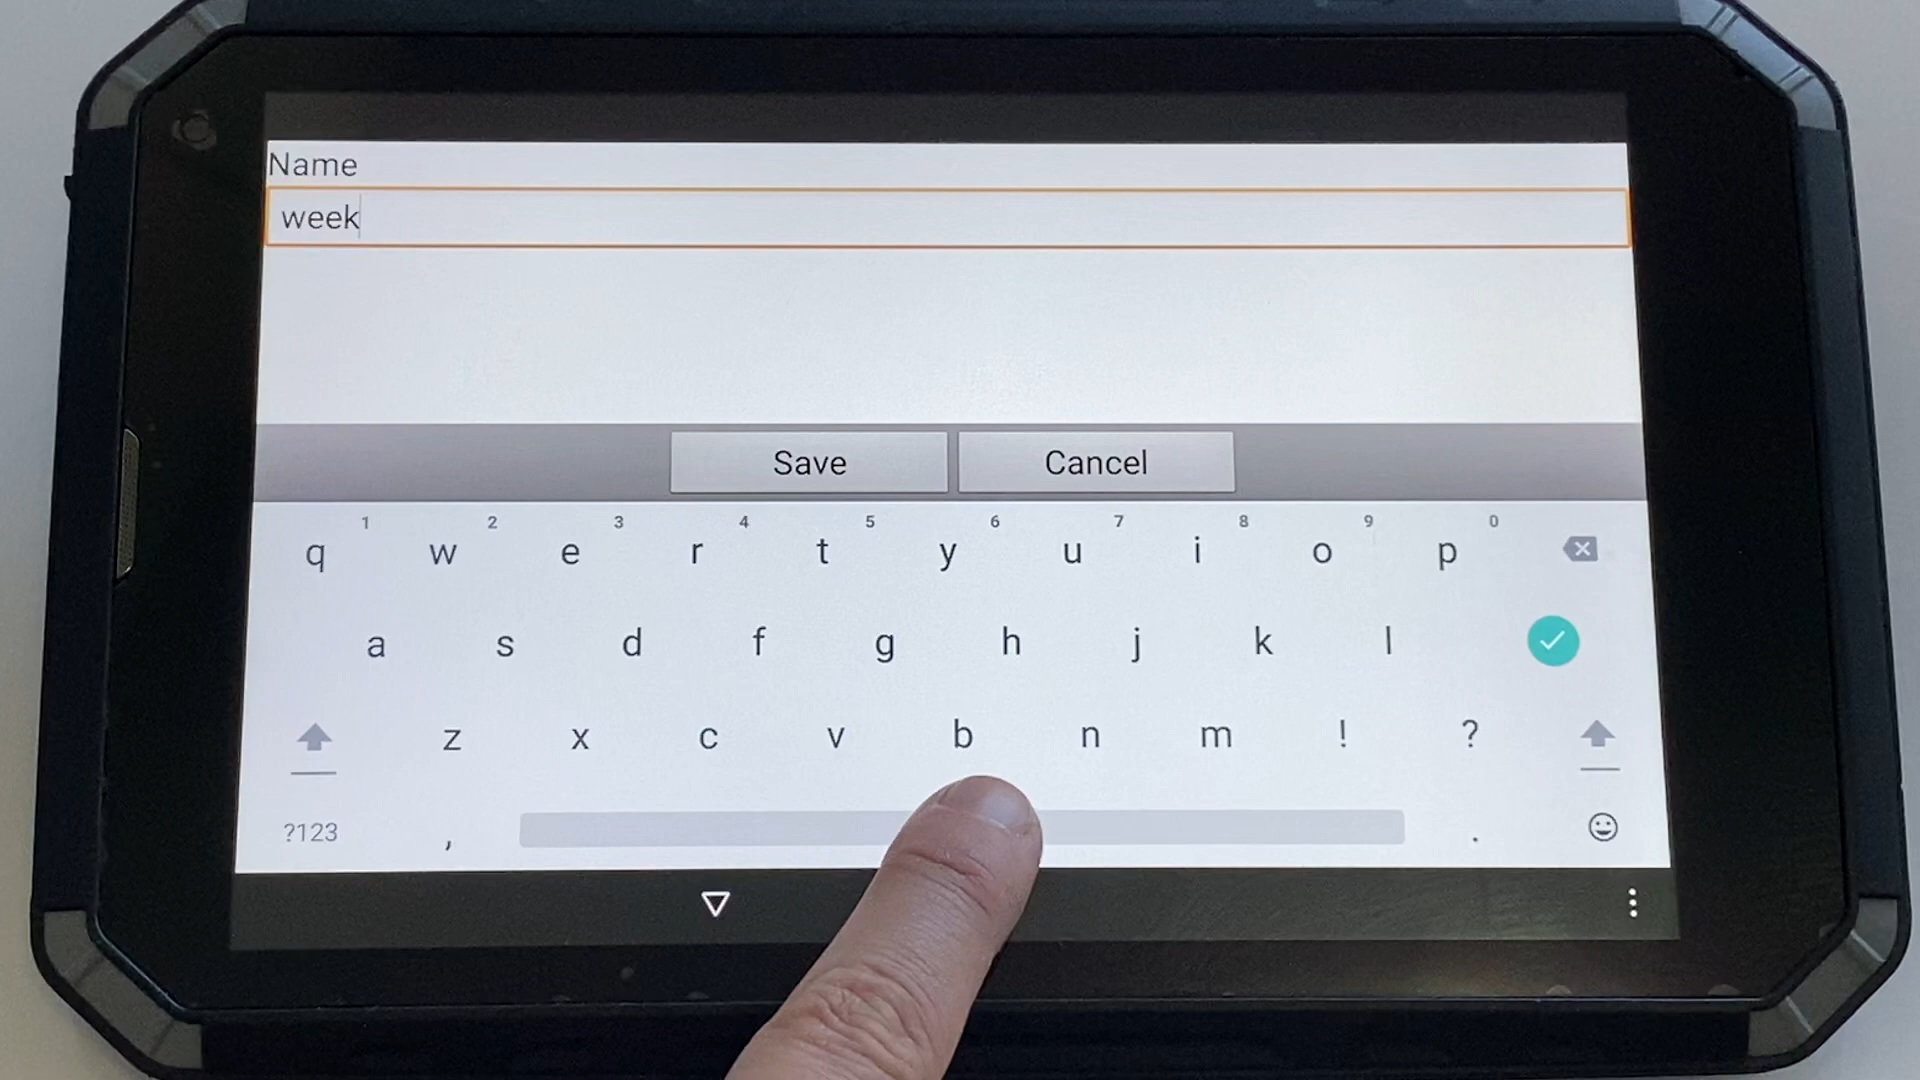 Name
week
Save Cancel
1 2 3 4 5 6 7 8 9 0
q w e r t y u i o p
a s d f g h j k l
z x c v b n m ! ?
?123 , .